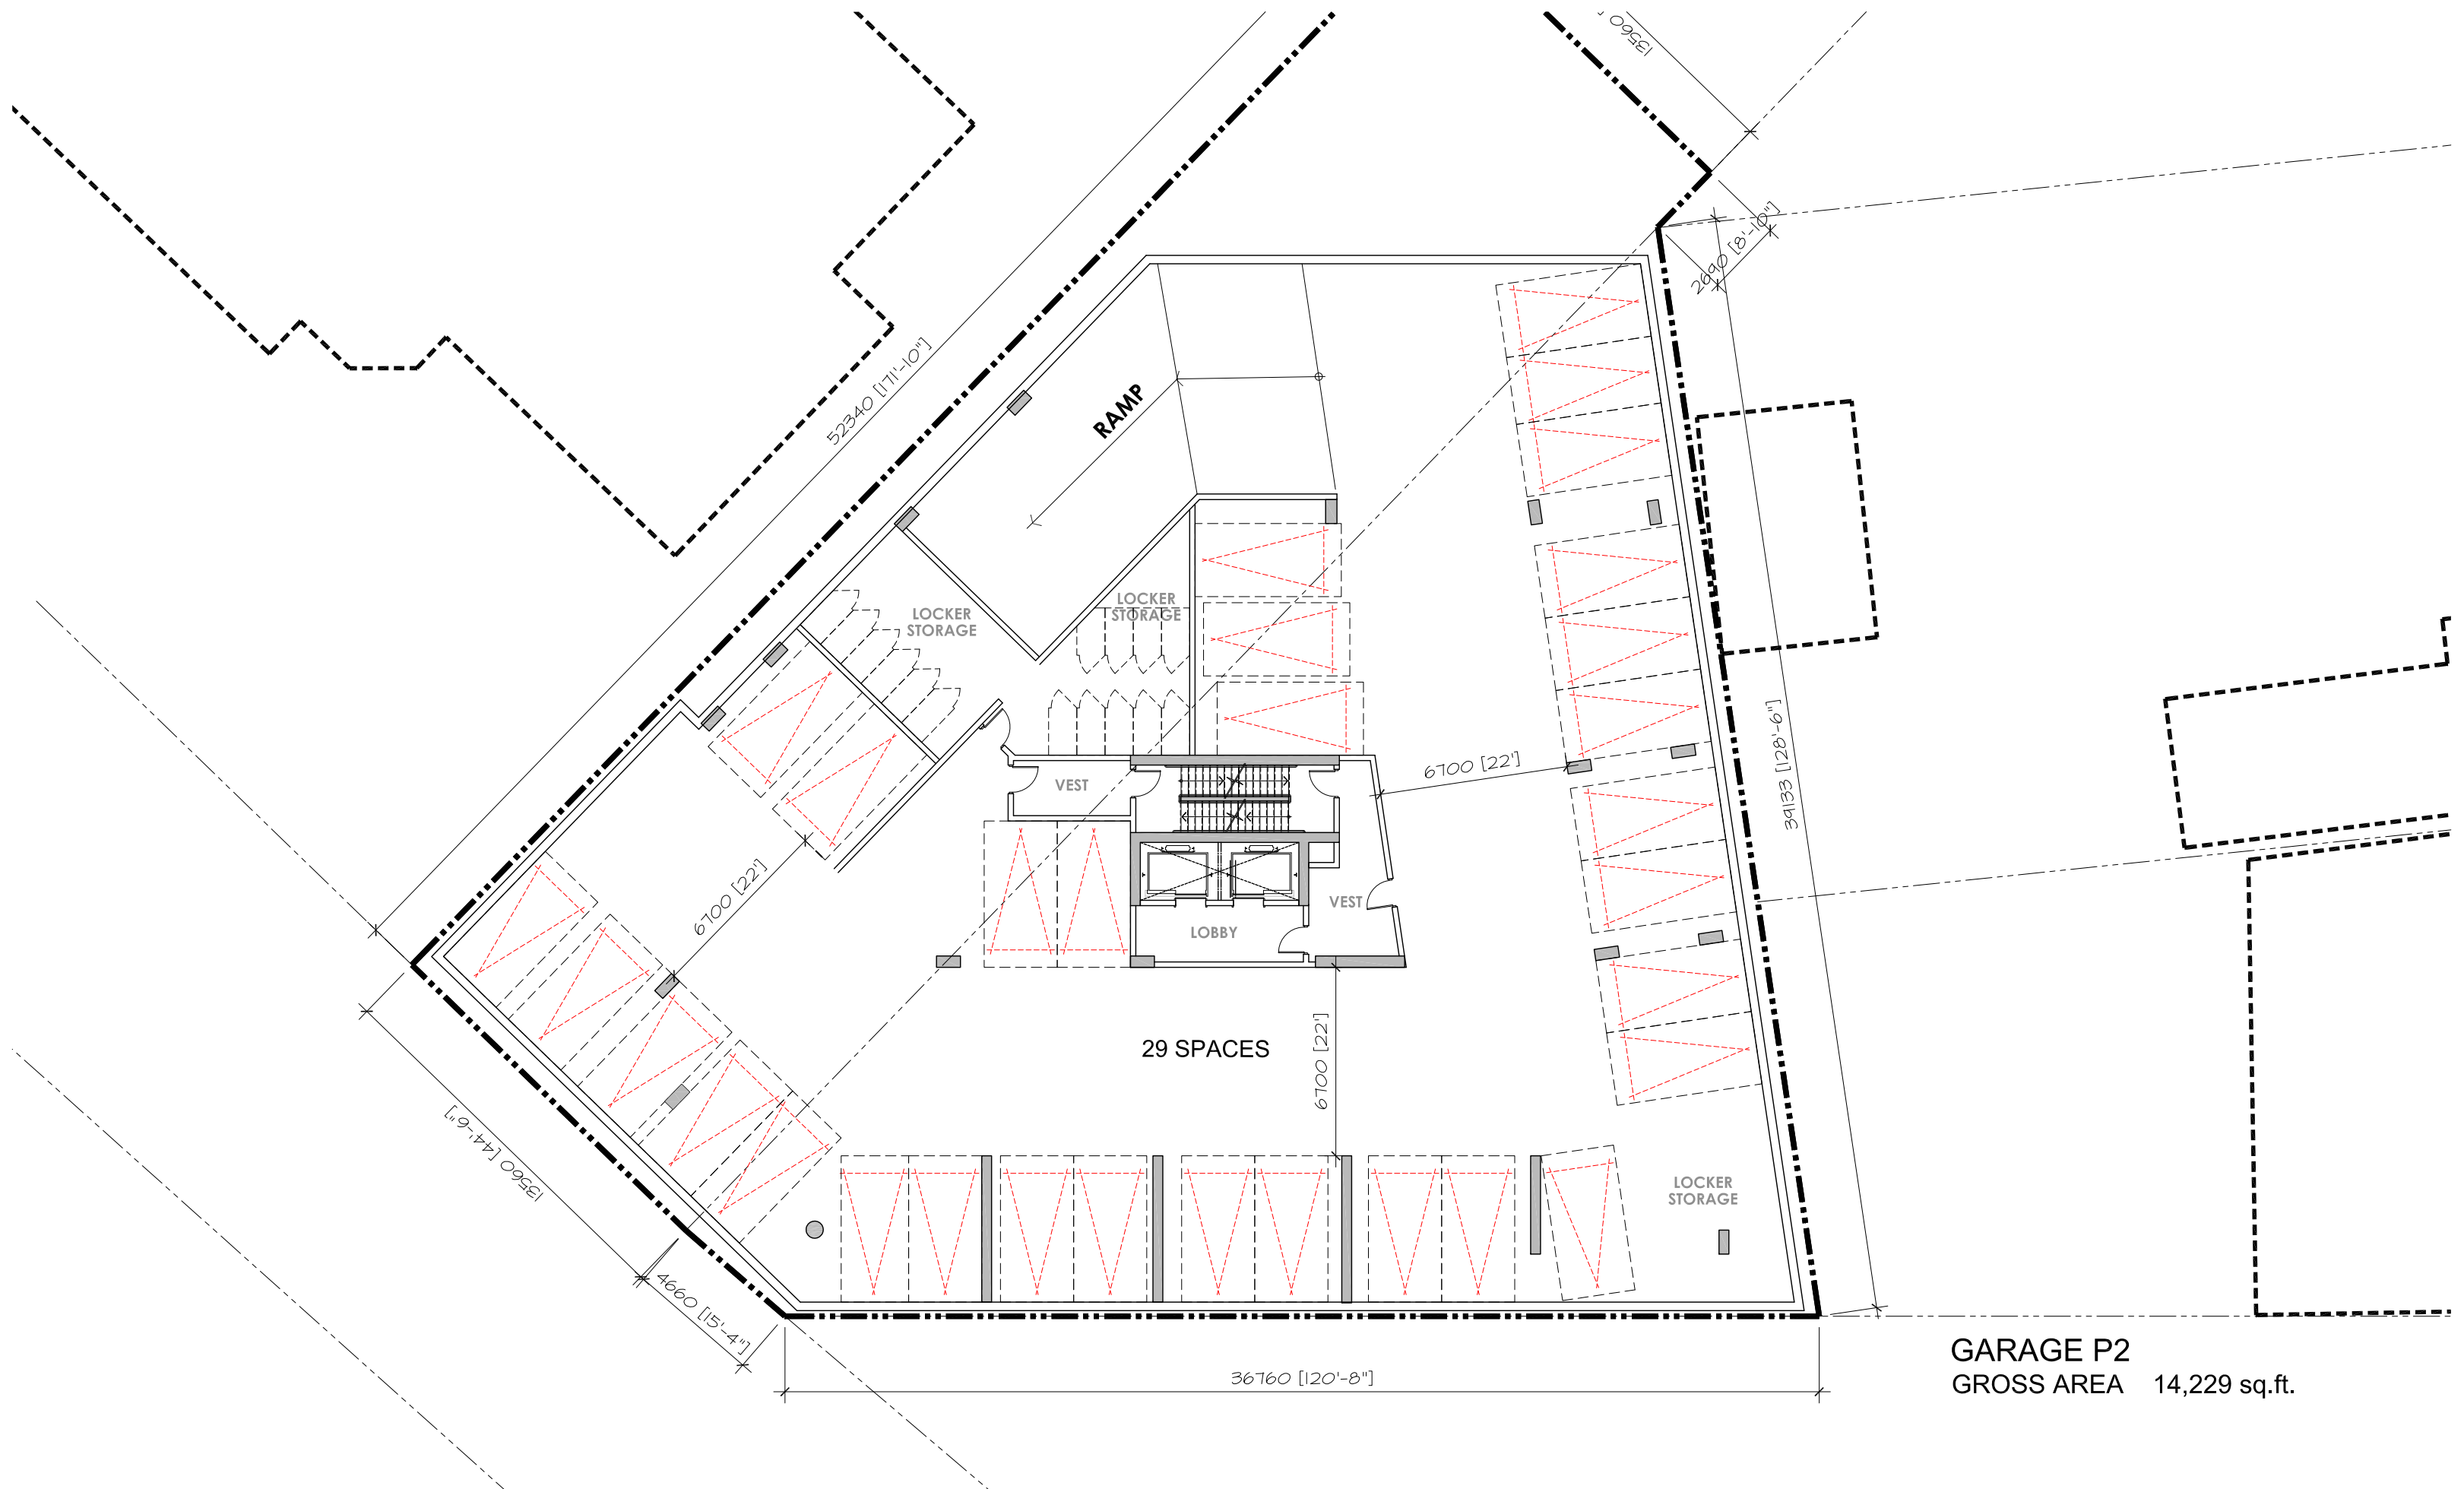 13560
2690 [8'-10"]
52340 [171'-10"]
RAMP
LOCKER
STORAGE
LOCKER
STORAGE
VEST
6700 [22']
39133 [128'-6"]
6700 [22']
VEST
LOBBY
29 SPACES
6700 [22']
13560 [44'-6"]
LOCKER
STORAGE
4690 [15'-4"]
36760 [120'-8"]
GARAGE P2
GROSS AREA 14,229 sq.ft.